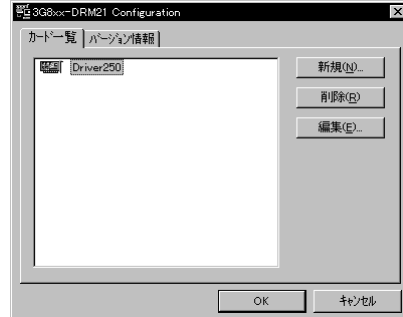 3G8xx-DRM21 Configuration
カード一覧 バージョン情報
Driver250
新規(N)...
削除(R)
編集(E)...
OK キャンセル